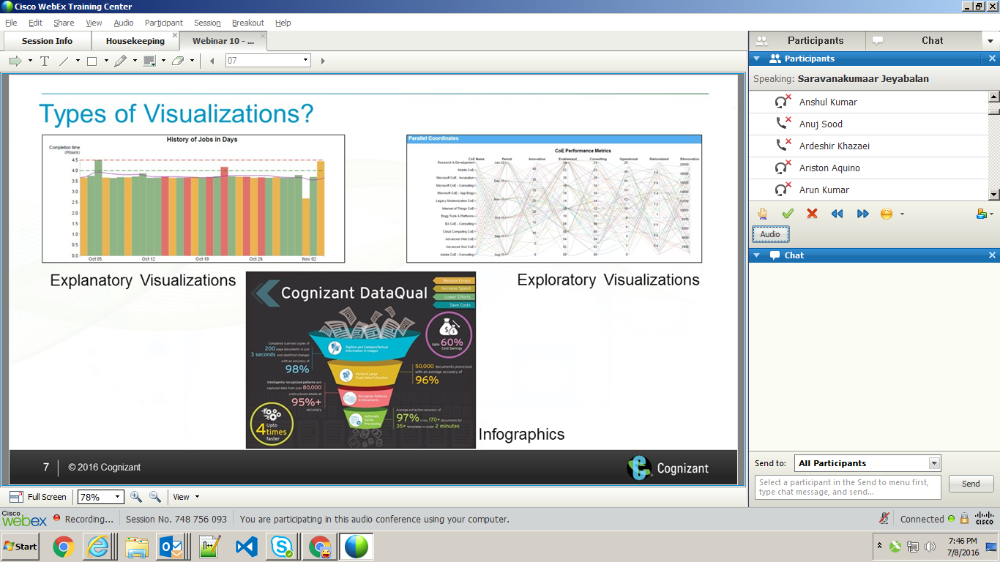 Cisco WebEx Training Center
File Edit Share View Audio Participant Session Breakout Help
Session Info Housekeeping Webinar 10 - ...
07
Types of Visualizations?
History of Jobs in Days
Completion time
(Hours)
4.5
4.0
3.5
3.0
2.5
2.0
1.5
1.0
0.5
0.0
Oct 05 Oct 12 Oct 19 Oct 26 Nov 02
Explanatory Visualizations
Parallel Coordinates
CoE Performance Metrics
CoE Name Period Innovation Enablement Consulting Operational Rationalized $/Innovation
Research & Development
Mobile CoE
Microsoft CoE - Incubation
Microsoft CoE - Consulting
Microsoft CoE - App Engg
Legacy Modernization CoE
Internet of Things CoE
Engg Tools & Platforms
EA CoE - Consulting
Cloud Computing CoE
Advanced Web CoE
Advanced SoA CoE
Adobe CoE - Consulting
Exploratory Visualizations
Cognizant DataQual
Reduce Errors
Increase Speed
Lower Efforts
Save Costs
Upto 60%
Cost Savings
Compared scanned copies of
200 page documents in just
3 seconds and identified changes
with an accuracy of
98%
Digitize and Compare Textual
Information in Images
Perform Large
Scale Data Extraction
50,000 documents processed
with an average accuracy of
96%
Intelligently recognized patterns and
captured data from over 80,000
unstructured emails at
95%+
accuracy
Recognize Patterns
in Documents
Automate
Forms
Processing
Average extraction accuracy of
97% 170+ documents for
35+ templates in under 2 minutes
Upto
4 times
faster
Infographics
7 © 2016 Cognizant
Cognizant
Full Screen 78% View
Participants Chat
Participants
Speaking: Saravanakumaar Jeyabalan
Anshul Kumar
Anuj Sood
Ardeshir Khazaei
Ariston Aquino
Arun Kumar
Audio
Chat
Send to: All Participants
Select a participant in the Send to menu first,
type chat message, and send...
Send
Cisco
webex
Recording... Session No. 748 756 093 You are participating in this audio conference using your computer.
Connected
CISCO
Start
7:46 PM
7/8/2016